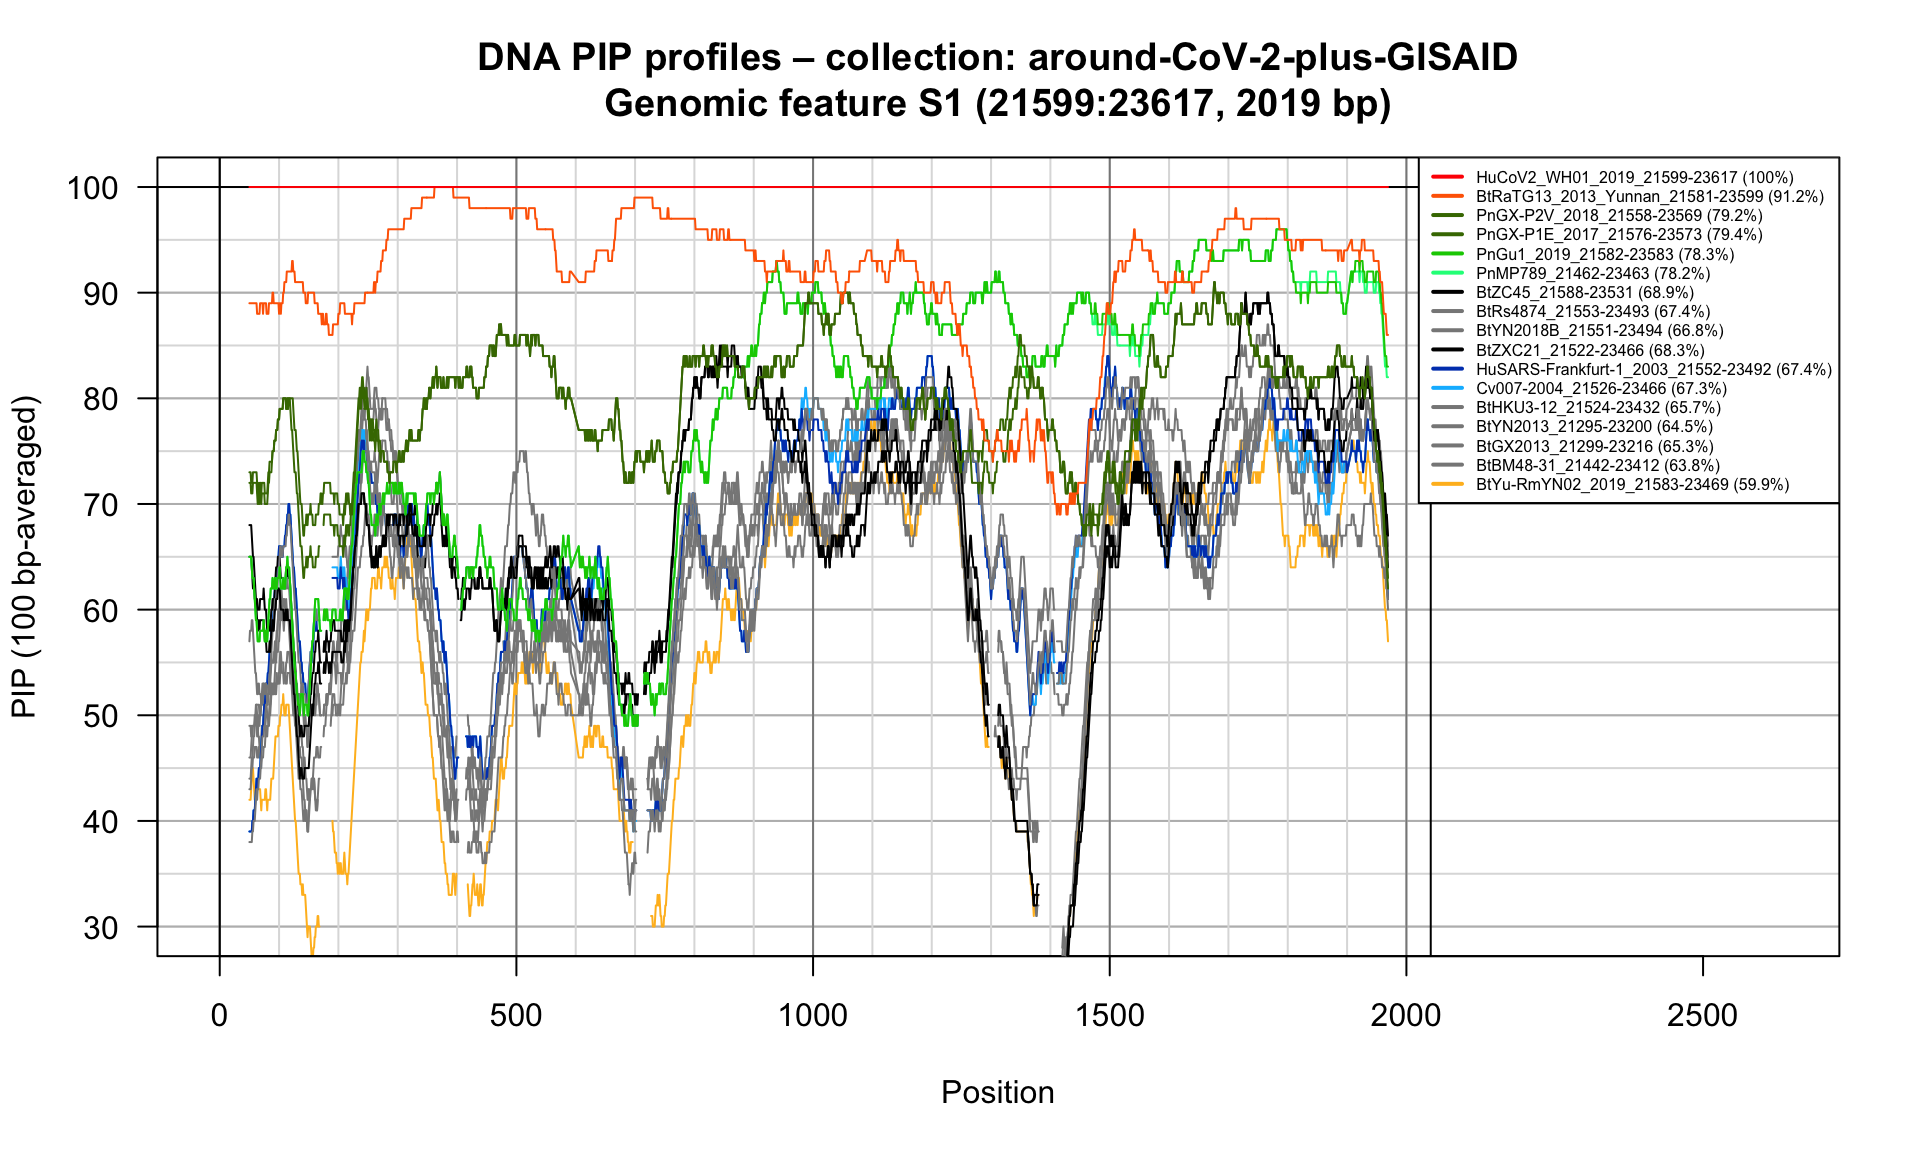 DNA PIP profiles – collection: around-CoV-2-plus-GISAID
Genomic feature S1 (21599:23617, 2019 bp)
HuCoV2_WH01_2019_21599-23617 (100%)
BtRaTG13_2013_Yunnan_21581-23599 (91.2%)
PnGX-P2V_2018_21558-23569 (79.2%)
PnGX-P1E_2017_21576-23573 (79.4%)
PnGu1_2019_21582-23583 (78.3%)
PnMP789_21462-23463 (78.2%)
BtZC45_21588-23531 (68.9%)
BtRs4874_21553-23493 (67.4%)
BtYN2018B_21551-23494 (66.8%)
BtZXC21_21522-23466 (68.3%)
HuSARS-Frankfurt-1_2003_21552-23492 (67.4%)
Cv007-2004_21526-23466 (67.3%)
BtHKU3-12_21524-23432 (65.7%)
BtYN2013_21295-23200 (64.5%)
BtGX2013_21299-23216 (65.3%)
BtBM48-31_21442-23412 (63.8%)
BtYu-RmYN02_2019_21583-23469 (59.9%)
PIP (100 bp-averaged)
100
90
80
70
60
50
40
30
0 500 1000 1500 2000 2500
Position